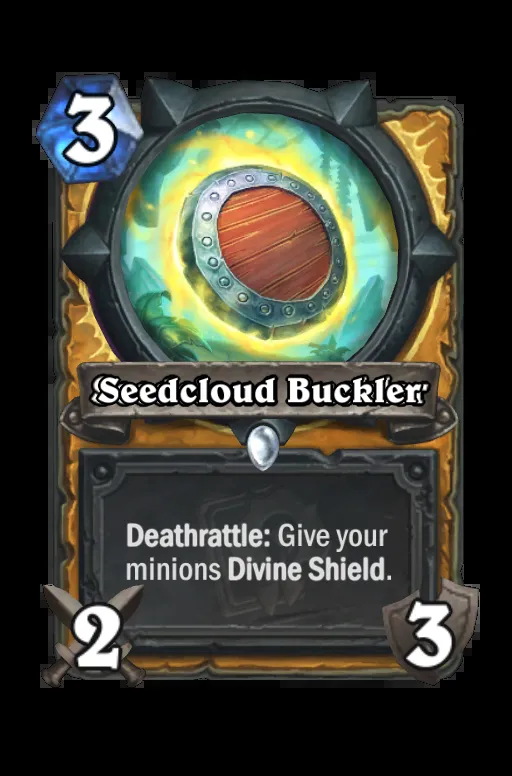 3
Seedcloud Buckler
Deathrattle: Give your
minions Divine Shield.
2
3